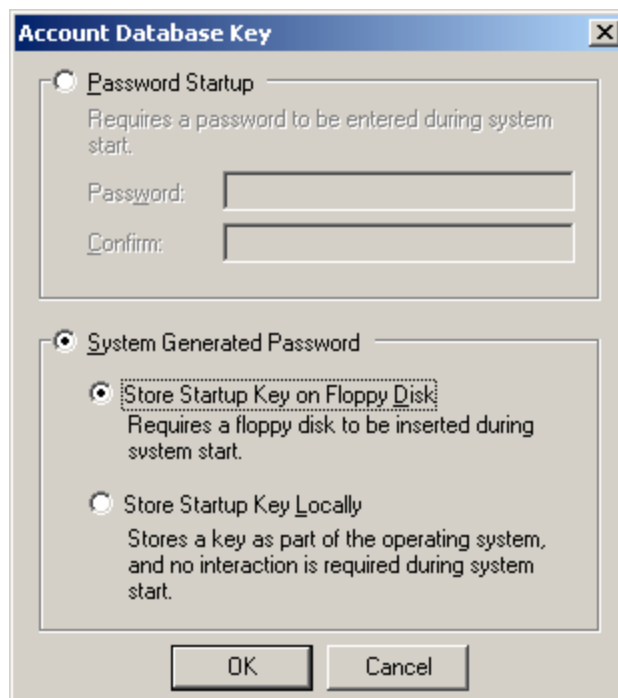 Account Database Key
Password Startup
Requires a password to be entered during system
start.
Password:
Confirm:
System Generated Password
Store Startup Key on Floppy Disk
Requires a floppy disk to be inserted during
system start.
Store Startup Key Locally
Stores a key as part of the operating system,
and no interaction is required during system
start.
OK Cancel